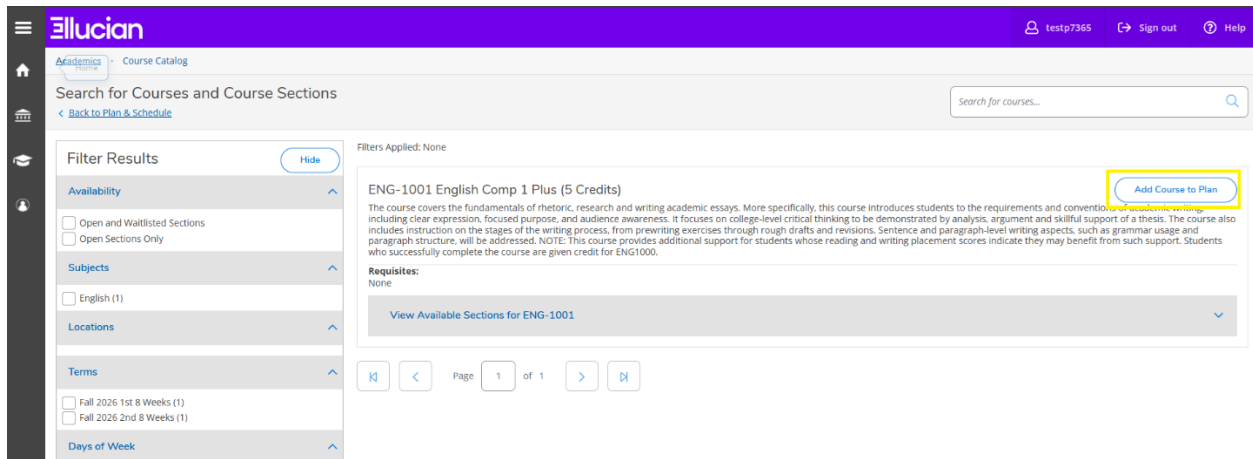 Ellucian
testp7365
Sign out
Help
Academics
Course Catalog
Home
Search for Courses and Course Sections
Back to Plan & Schedule
Search for courses...
Filter Results
Hide
Availability
Open and Waitlisted Sections
Open Sections Only
Subjects
English (1)
Locations
Terms
Fall 2026 1st 8 Weeks (1)
Fall 2026 2nd 8 Weeks (1)
Days of Week
Filters Applied: None
ENG-1001 English Comp 1 Plus (5 Credits)
Add Course to Plan
The course covers the fundamentals of rhetoric, research and writing academic essays. More specifically, this course introduces students to the requirements and conventions of academic writing,
including clear expression, focused purpose, and audience awareness. It focuses on college-level critical thinking to be demonstrated by analysis, argument and skillful support of a thesis. The course also
includes instruction on the stages of the writing process, from prewriting exercises through rough drafts and revisions. Sentence and paragraph-level writing aspects, such as grammar usage and
paragraph structure, will be addressed. NOTE: This course provides additional support for students whose reading and writing placement scores indicate they may benefit from such support. Students
who successfully complete the course are given credit for ENG1000.
Requisites:
None
View Available Sections for ENG-1001
Page 1 of 1